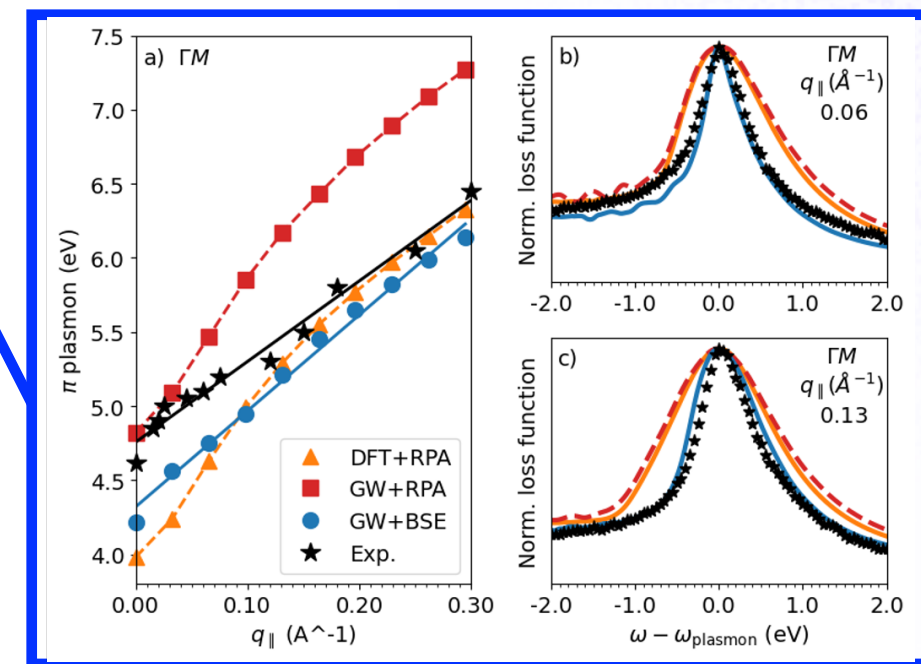 a) ΓM
7.5
7.0
6.5
6.0
5.5
5.0
4.5
4.0
π plasmon (eV)
DFT+RPA
GW+RPA
GW+BSE
Exp.
0.00 0.10 0.20 0.30
q∥ (A^-1)
b)
ΓM
q∥(Å⁻¹)
0.06
Norm. loss function
-2.0 -1.0 0.0 1.0 2.0
c)
ΓM
q∥(Å⁻¹)
0.13
Norm. loss function
-2.0 -1.0 0.0 1.0 2.0
ω − ωplasmon (eV)